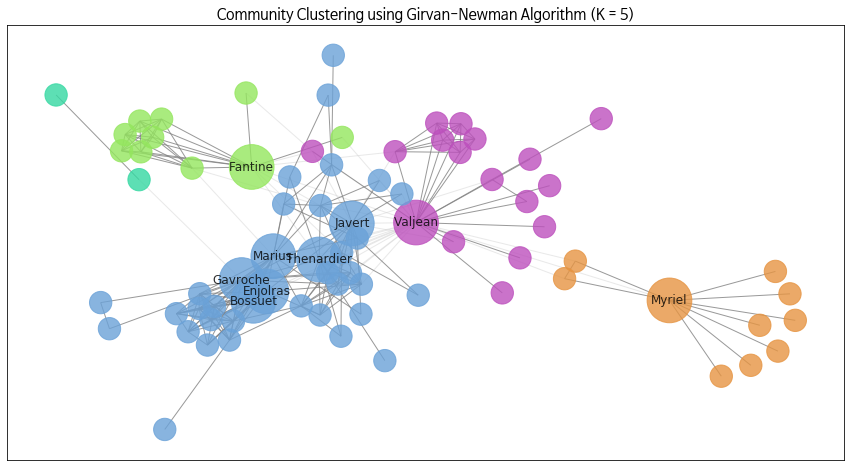 Community Clustering using Girvan-Newman Algorithm (K = 5)
Fantine
Javert
Valjean
Marius
Thenardier
Gavroche
Enjolras
Bossuet
Myriel